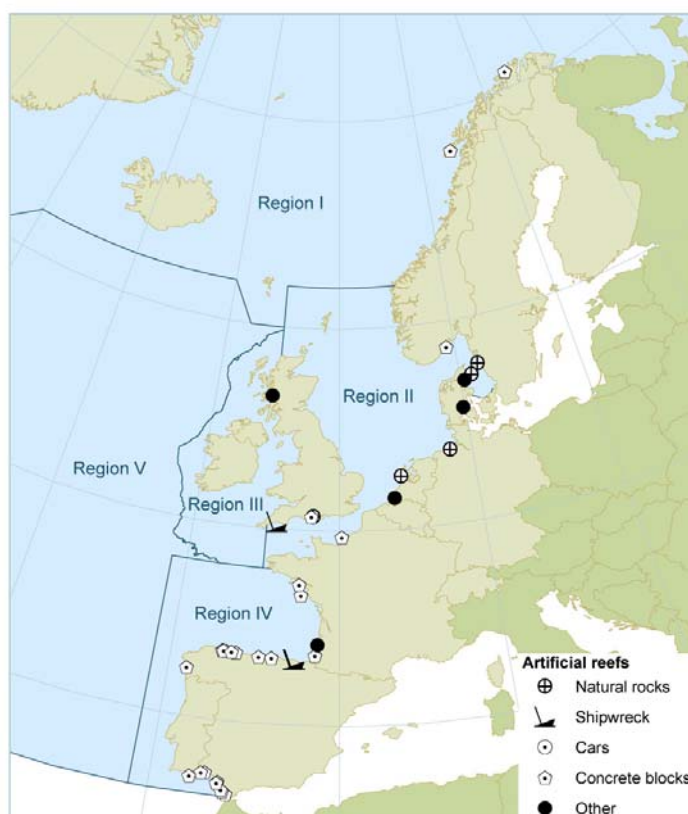 Region I
Region II
Region V
Region III
Region IV
Artificial reefs
Natural rocks
Shipwreck
Cars
Concrete blocks
Other